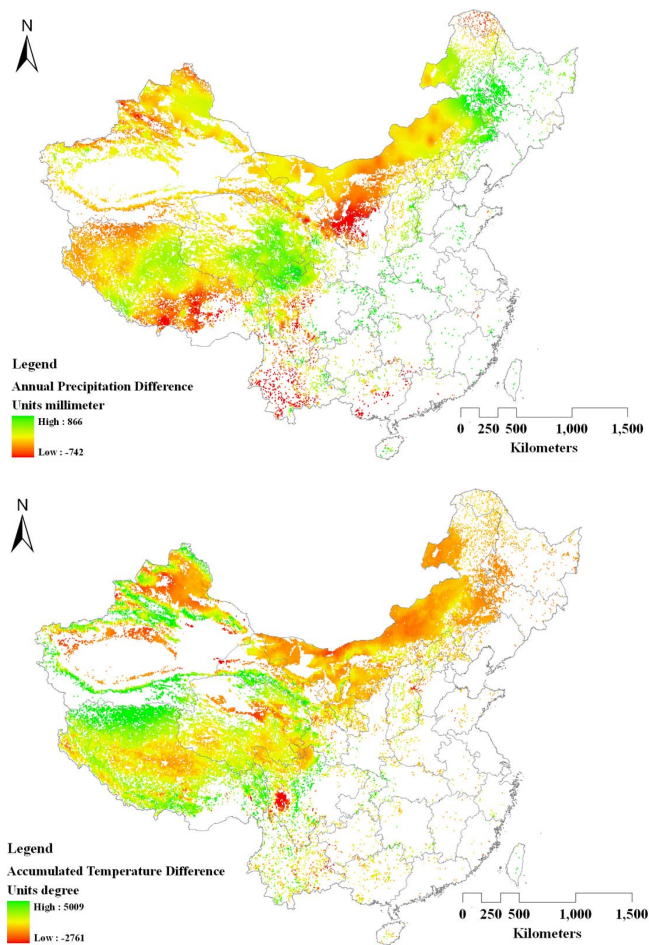 N
Legend
Annual Precipitation Difference
Units millimeter
High : 866
Low : -742
0 250 500 1,000 1,500
Kilometers
N
Legend
Accumulated Temperature Difference
Units degree
High : 5009
Low : -2761
0 250 500 1,000 1,500
Kilometers